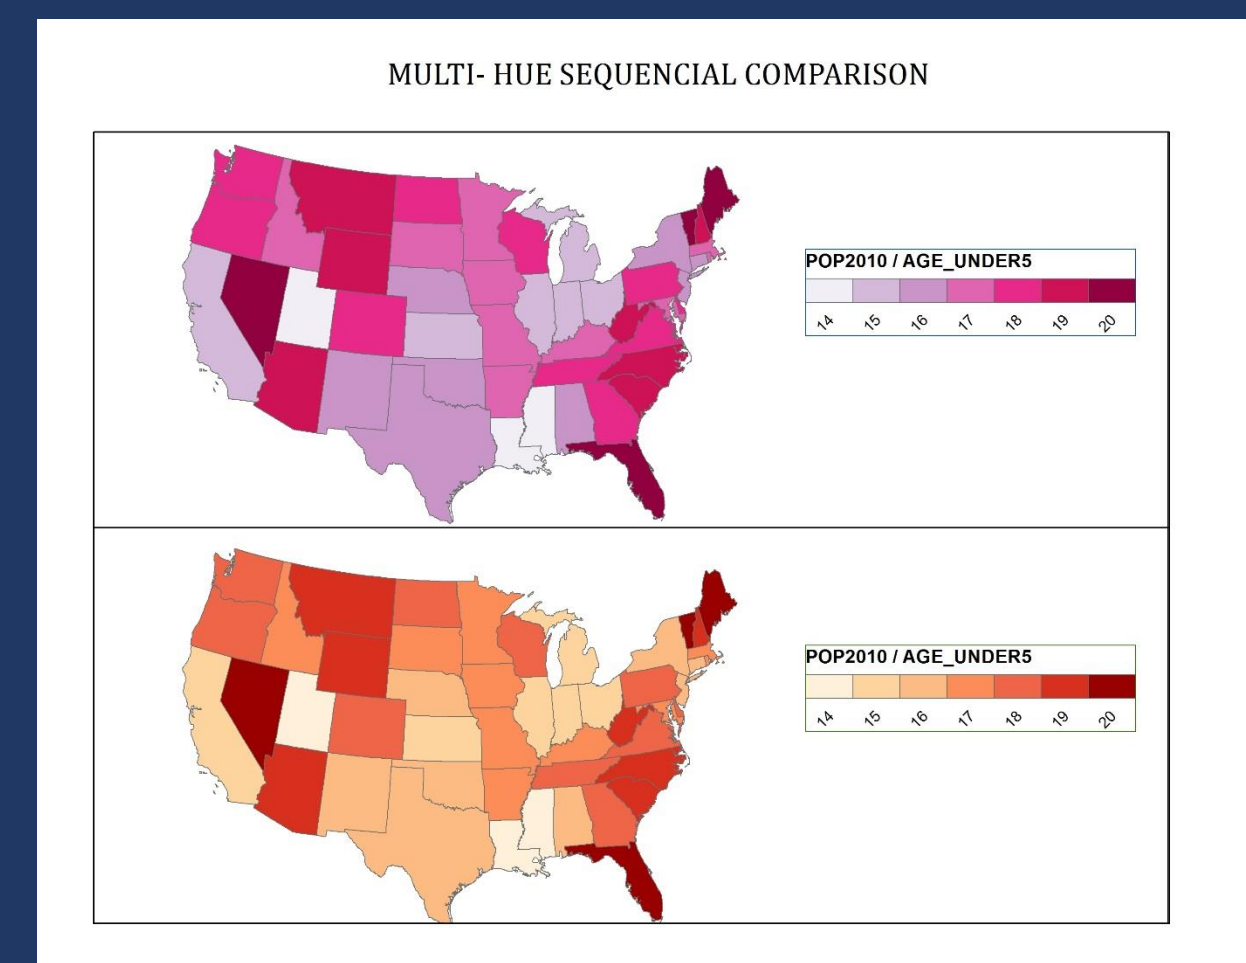 MULTI- HUE SEQUENCIAL COMPARISON
POP2010 / AGE_UNDER5
14 15 16 17 18 19 20
POP2010 / AGE_UNDER5
14 15 16 17 18 19 20